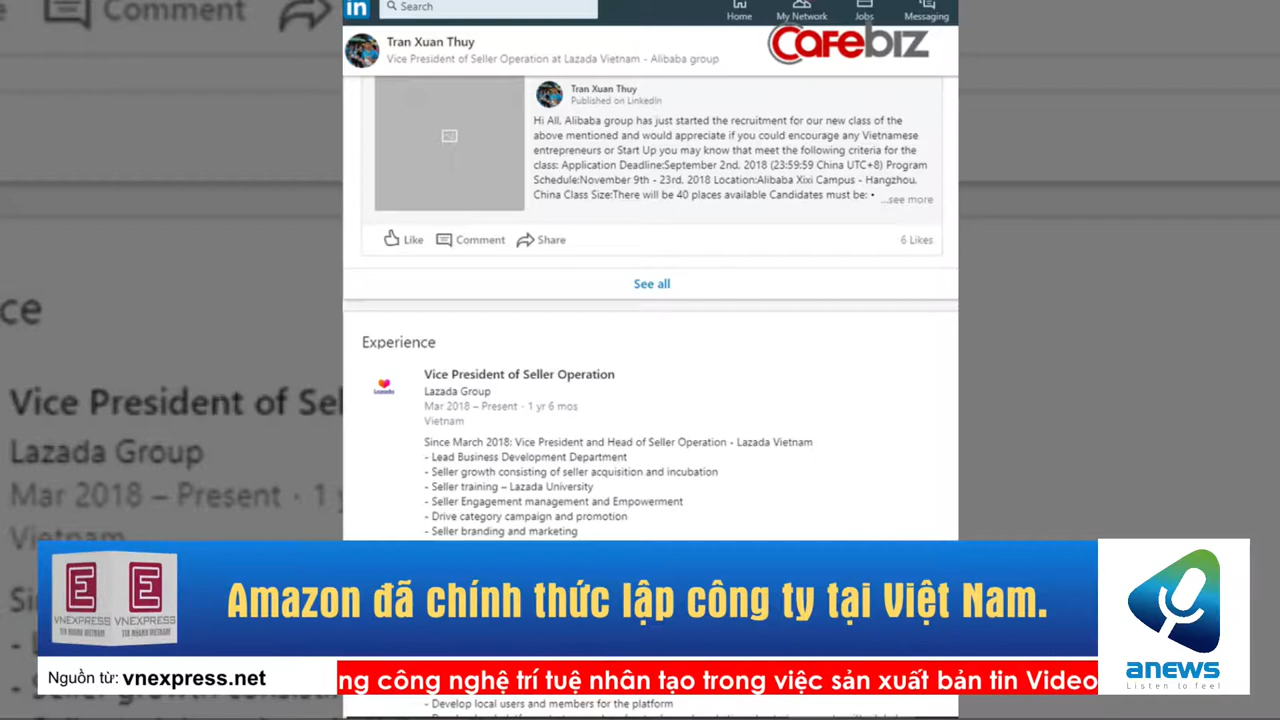 Search
Home
My Network
Jobs
Messaging
CafeBiz
Tran Xuan Thuy
Vice President of Seller Operation at Lazada Vietnam - Alibaba group
Tran Xuan Thuy
Published on LinkedIn
Hi All, Alibaba group has just started the recruitment for our new class of the
above mentioned and would appreciate if you could encourage any Vietnamese
entrepreneurs or Start Up you may know that meet the following criteria for the
class: Application Deadline:September 2nd, 2018 (23:59:59 China UTC+8) Program
Schedule:November 9th - 23rd, 2018 Location:Alibaba Xixi Campus - Hangzhou,
China Class Size:There will be 40 places available Candidates must be: •
...see more
Like
Comment
Share
6 Likes
See all
Experience
Vice President of Seller Operation
Lazada Group
Mar 2018 – Present · 1 yr 6 mos
Vietnam
Since March 2018: Vice President and Head of Seller Operation - Lazada Vietnam
- Lead Business Development Department
- Seller growth consisting of seller acquisition and incubation
- Seller training – Lazada University
- Seller Engagement management and Empowerment
- Drive category campaign and promotion
- Seller branding and marketing
Comment
ce
Vice President of Sel
Lazada Group
Mar 2018 – Present · 1 y
Vietnam
E E
VNEXPRESS VNEXPRESS
TIN NHANH VIETNAM TIN NHANH VIETNAM
Amazon đã chính thức lập công ty tại Việt Nam.
Nguồn từ: vnexpress.net
ng công nghệ trí tuệ nhân tạo trong việc sản xuất bản tin Video
anews
Listen to feel
- Develop local users and members for the platform